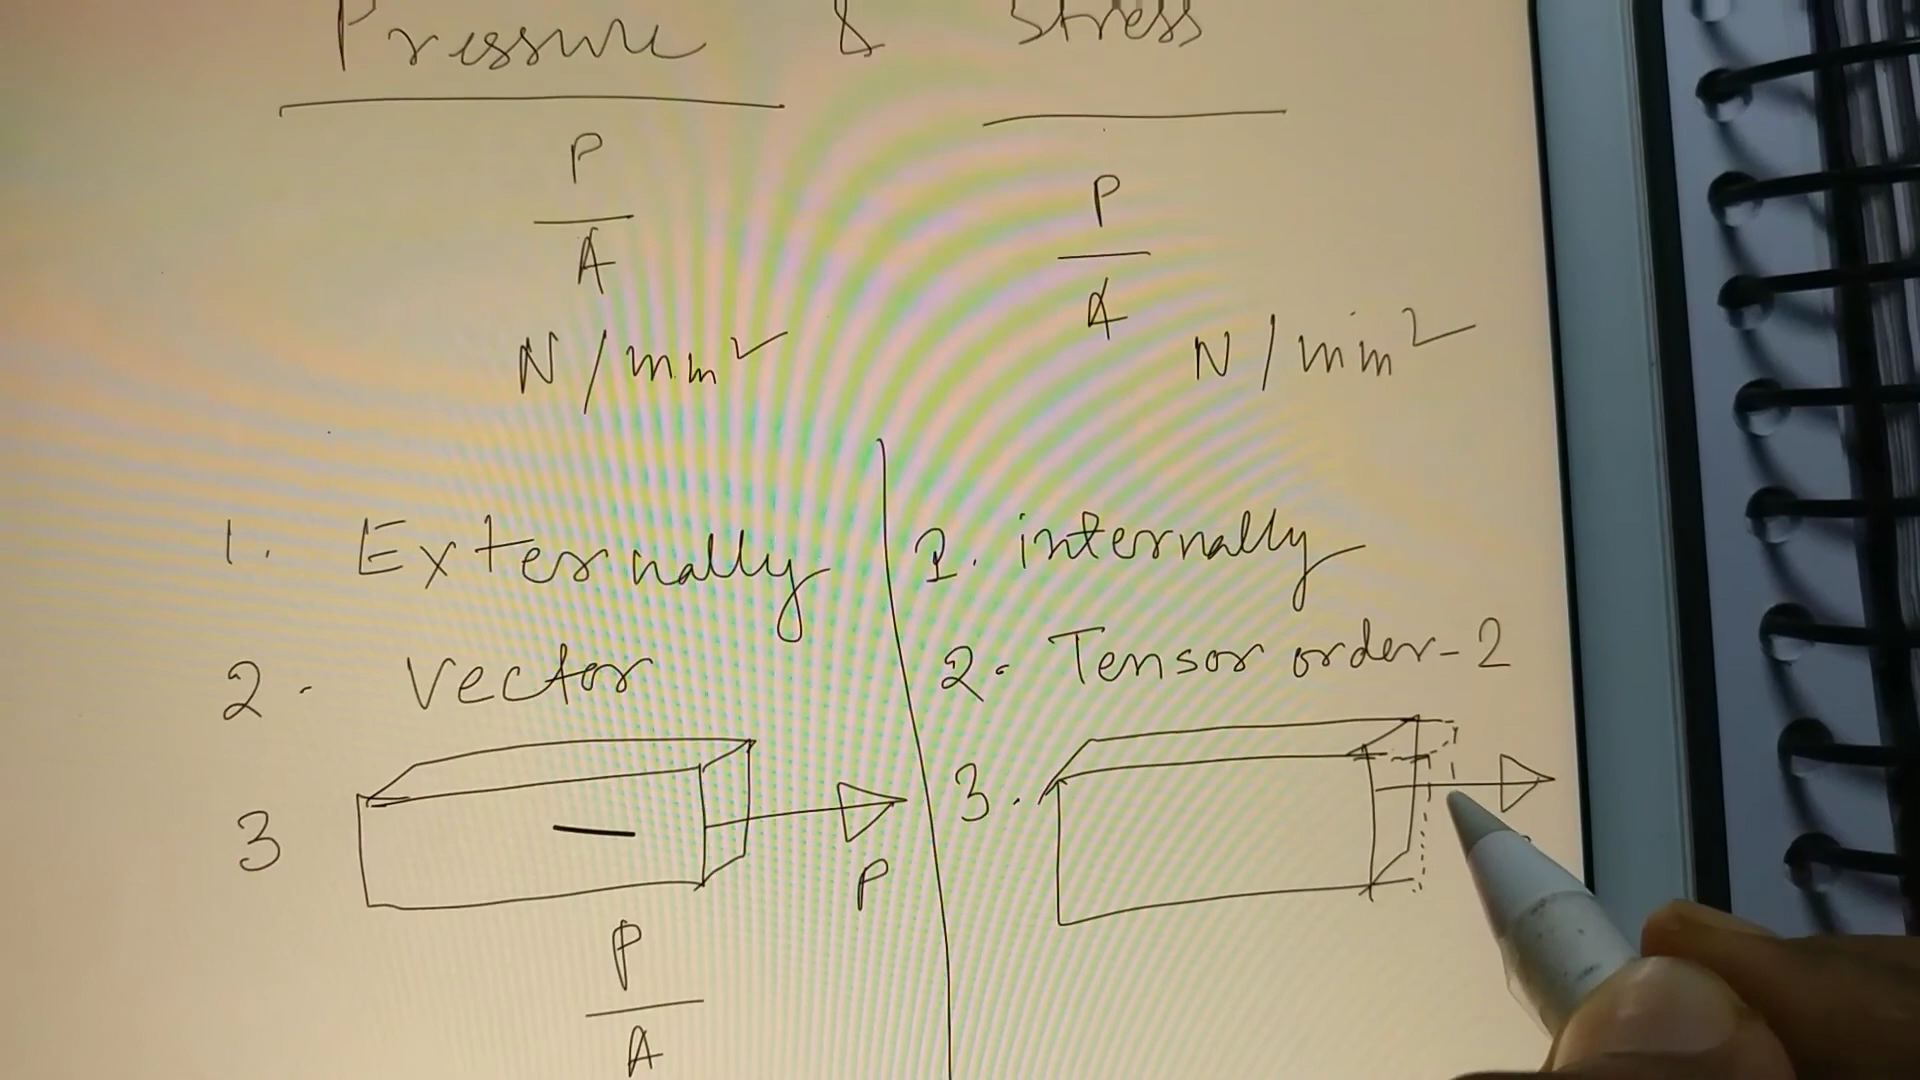 Pressure & Stress
P
A
P
A
N/mm²
N/mm²
1. Externally
1. internally
2. Vector
2. Tensor order-2
3
3.
P
P
A